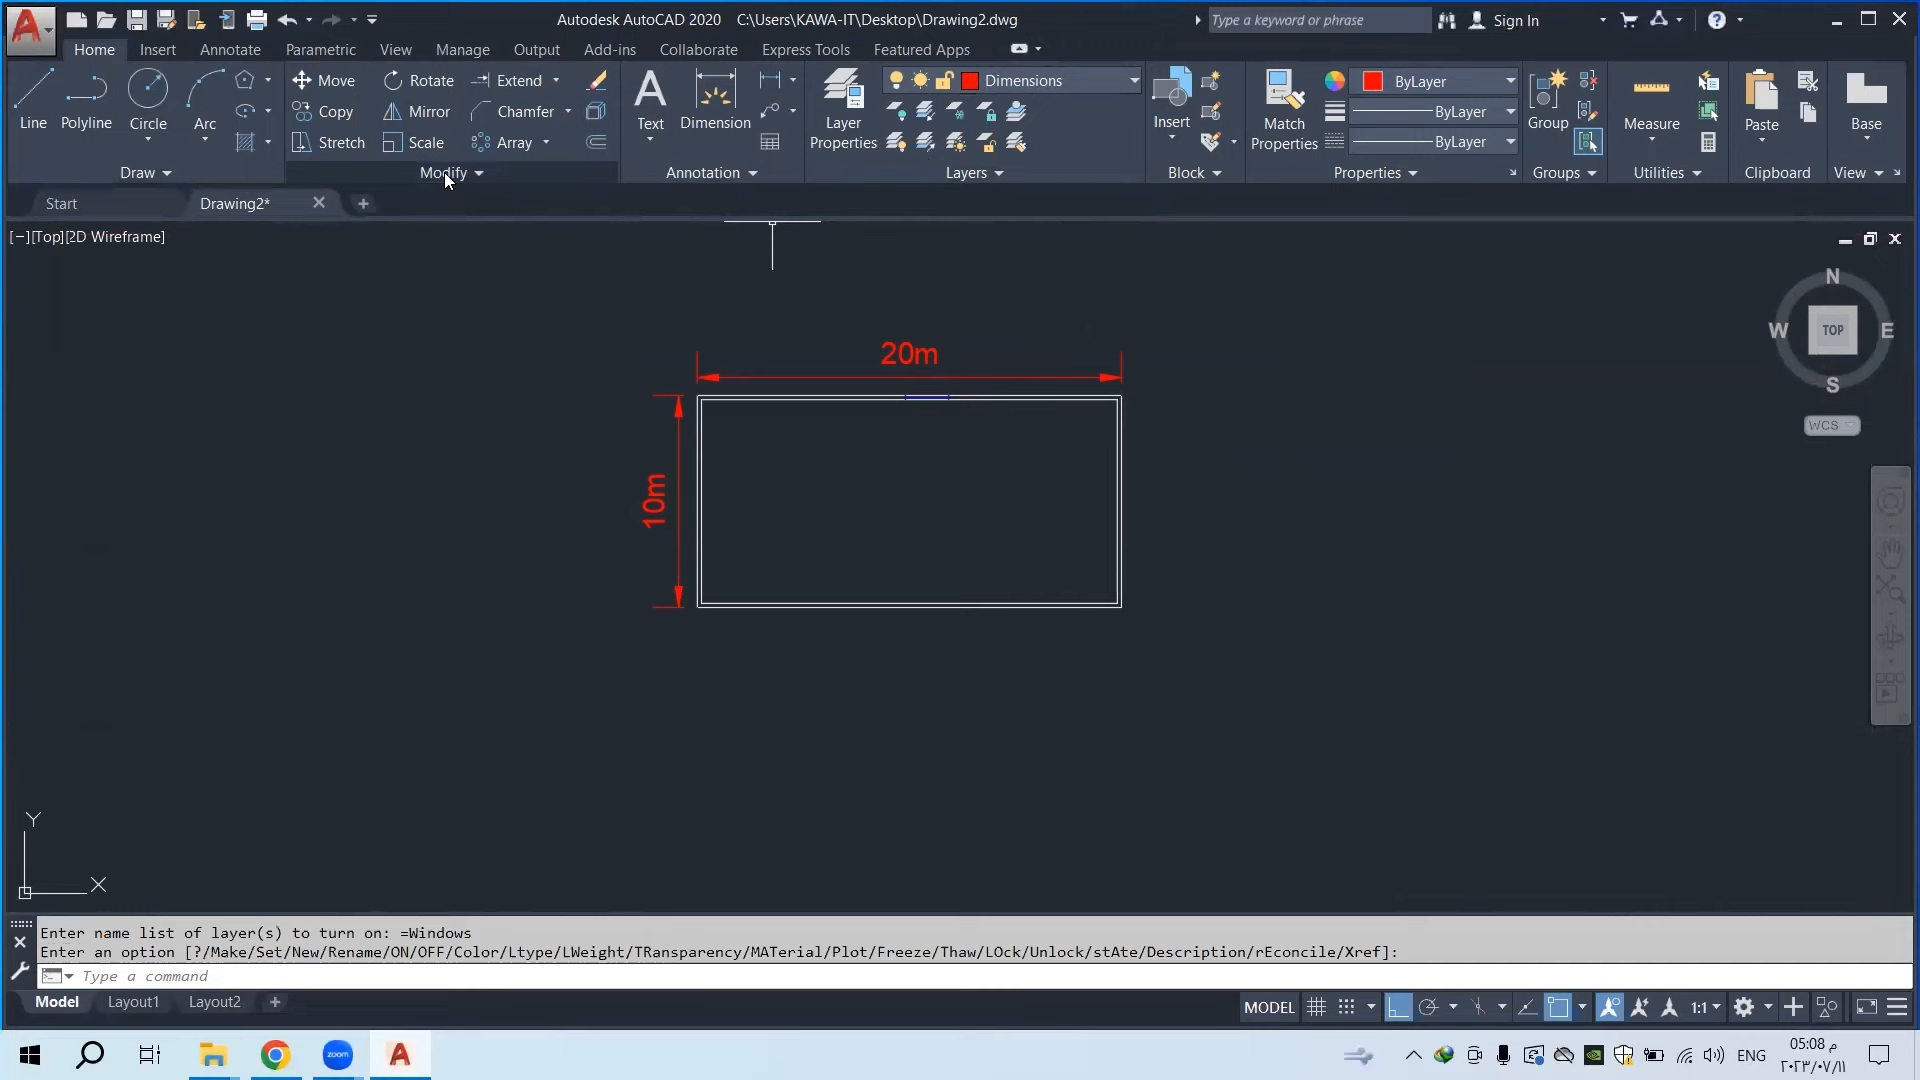 Autodesk AutoCAD 2020 C:\Users\KAWA-IT\Desktop\Drawing2.dwg
Type a keyword or phrase
Sign In
Home Insert Annotate Parametric View Manage Output Add-ins Collaborate Express Tools Featured Apps
Line Polyline Circle Arc
Move Rotate Extend
Copy Mirror Chamfer
Stretch Scale Array
Text Dimension
Layer Properties
Dimensions
Insert
Match Properties
ByLayer
ByLayer
ByLayer
Group
Measure
Paste
Base
Draw Modify Annotation Layers Block Properties Groups Utilities Clipboard View
Start Drawing2*
[−][Top][2D Wireframe]
N
W TOP E
S
WCS
20m
10m
Y
X
Enter name list of layer(s) to turn on: =Windows
Enter an option [?/Make/Set/New/Rename/ON/OFF/Color/Ltype/LWeight/TRansparency/MATerial/Plot/Freeze/Thaw/LOck/Unlock/stAte/Description/rEconcile/Xref]:
Type a command
Model Layout1 Layout2
MODEL 1:1
zoom
ENG
05:08 م
٢٠٢٣/٠٧/١١